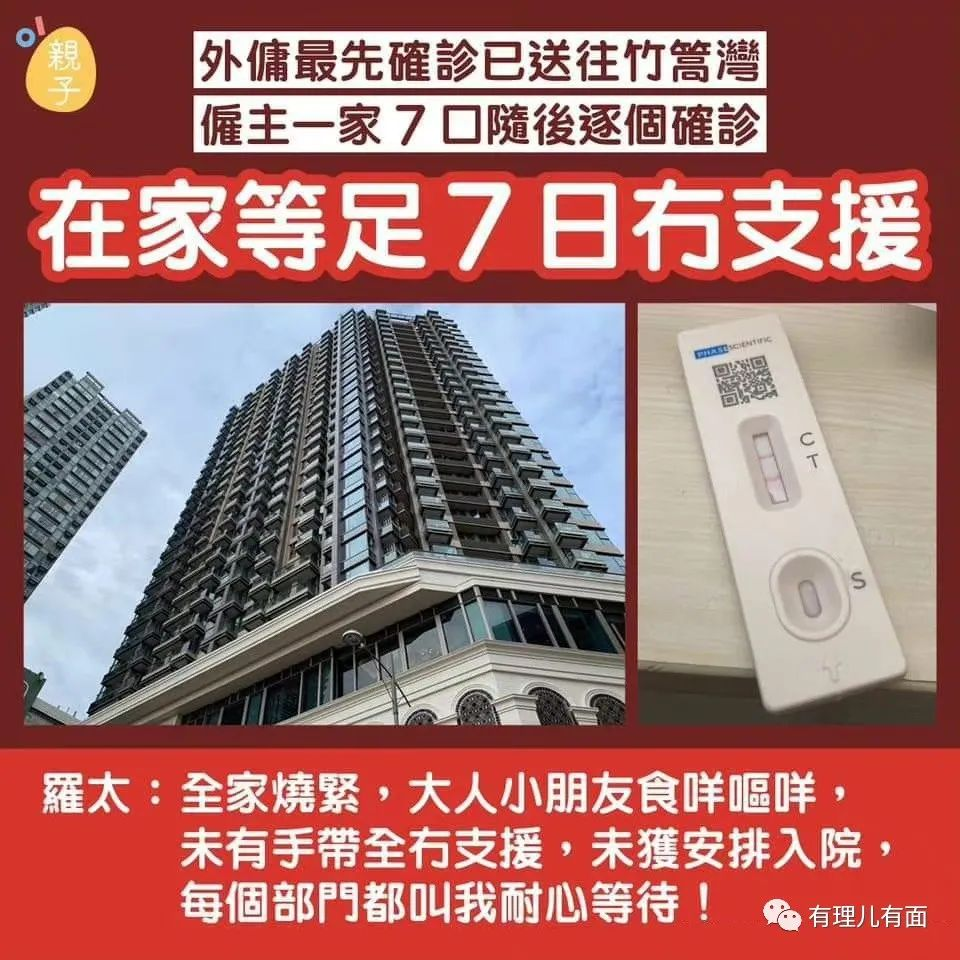 親子
外傭最先確診已送往竹篙灣
僱主一家7口隨後逐個確診
在家等足7日冇支援
PHASE SCIENTIFIC
C
T
S
羅太：全家燒緊，大人小朋友食咩嘔咩，
未有手帶全冇支援，未獲安排入院，
每個部門都叫我耐心等待！
有理儿有面